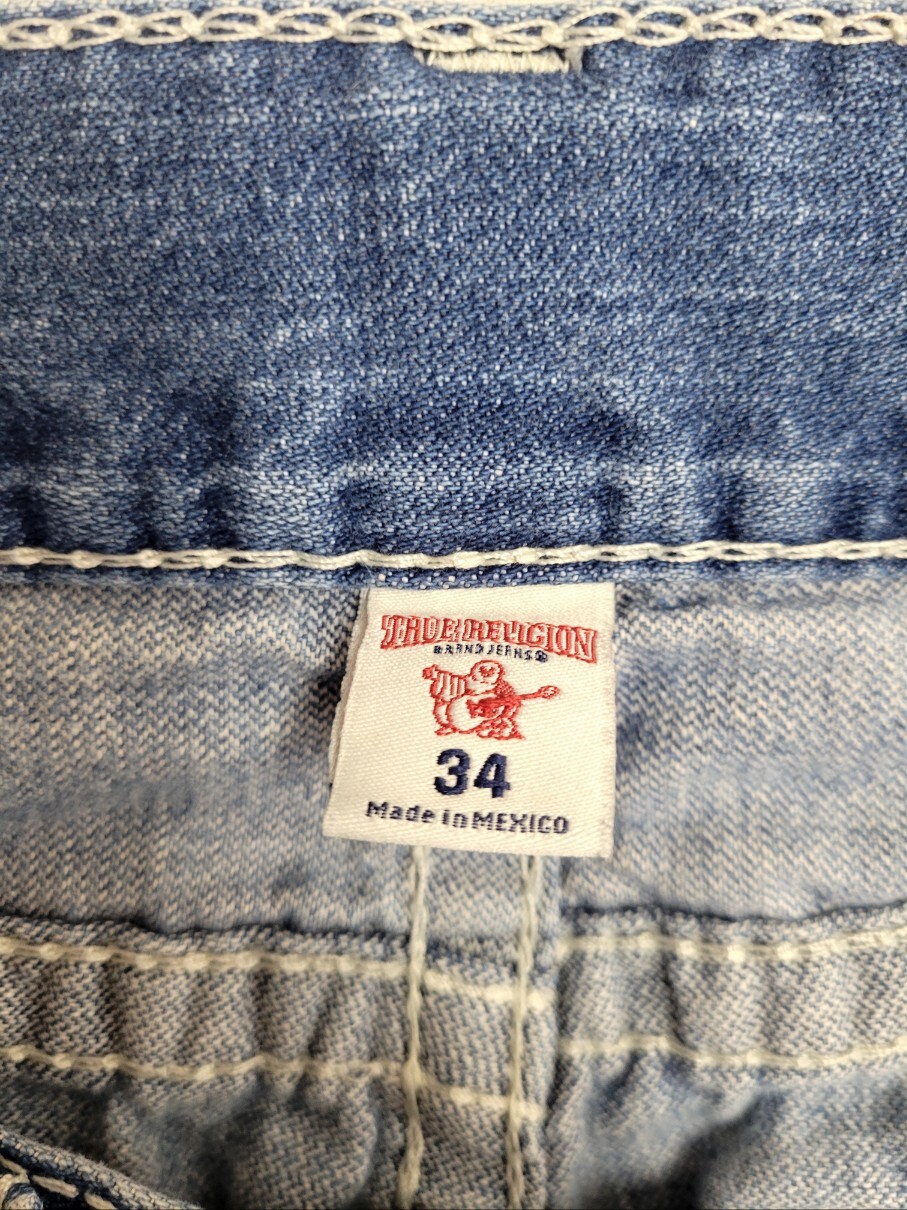 TRUE RELIGION
BRAND JEANS®
34
Made in MEXICO